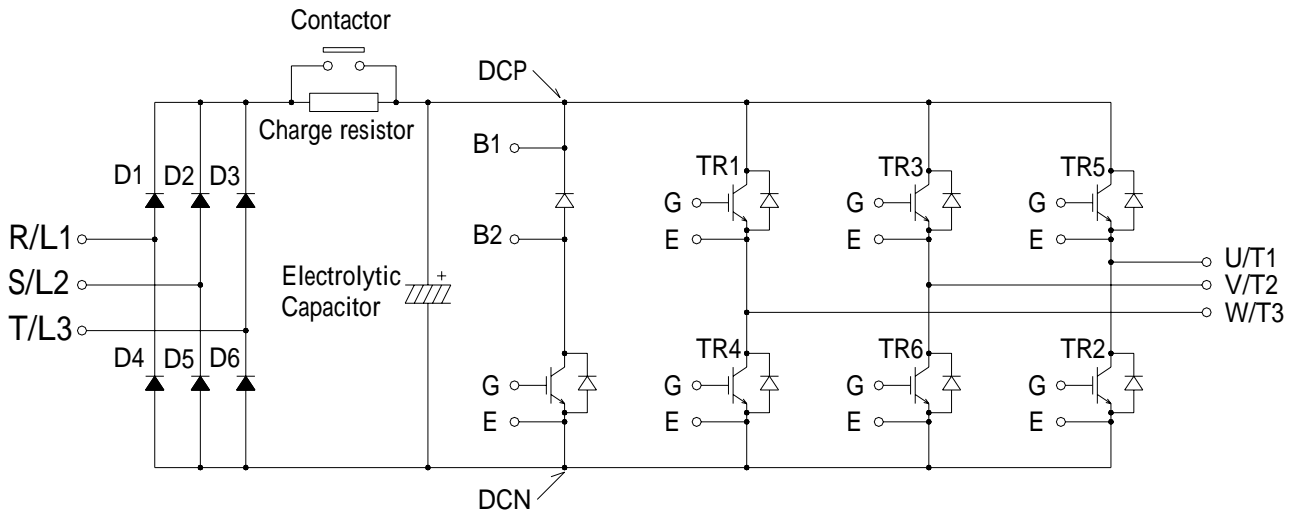 Contactor
DCP
Charge resistor
B1
D1 D2 D3
TR1 TR3 TR5
G G G
R/L1
B2
E E E
U/T1
S/L2
Electrolytic
Capacitor
+
V/T2
T/L3
W/T3
D4 D5 D6
TR4 TR6 TR2
G G G G
E E E E
DCN